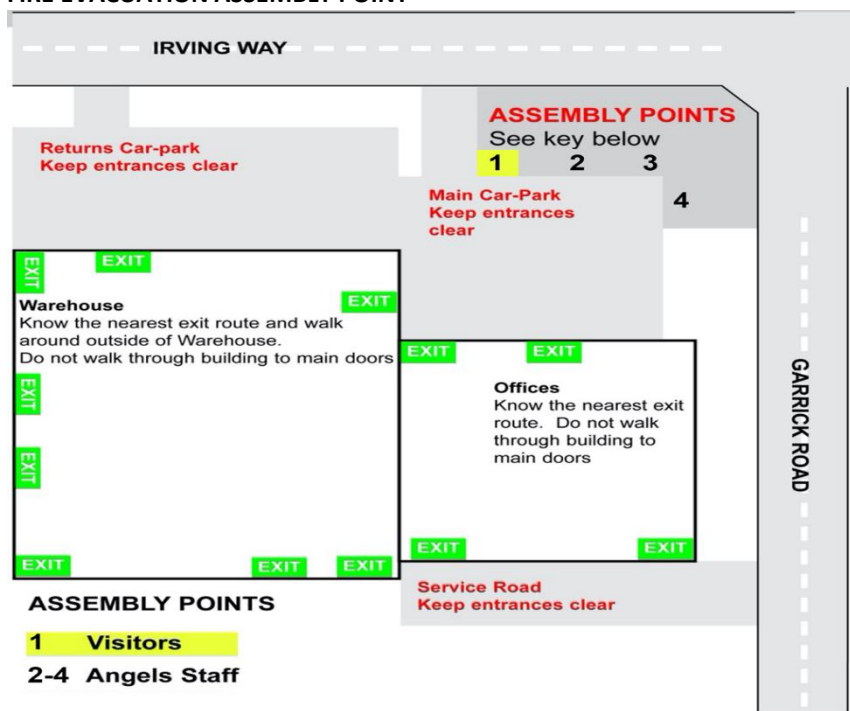 FIRE EVACUATION ASSEMBLY POINT
IRVING WAY
ASSEMBLY POINTS
See key below
1 2 3
4
Returns Car-park
Keep entrances clear
Main Car-Park
Keep entrances
clear
EXIT
EXIT
EXIT
Warehouse
Know the nearest exit route and walk
around outside of Warehouse.
Do not walk through building to main doors
EXIT
EXIT
EXIT
EXIT
EXIT
EXIT
EXIT
Offices
Know the nearest exit
route. Do not walk
through building to
main doors
EXIT
EXIT
GARRICK ROAD
Service Road
Keep entrances clear
ASSEMBLY POINTS
1 Visitors
2-4 Angels Staff